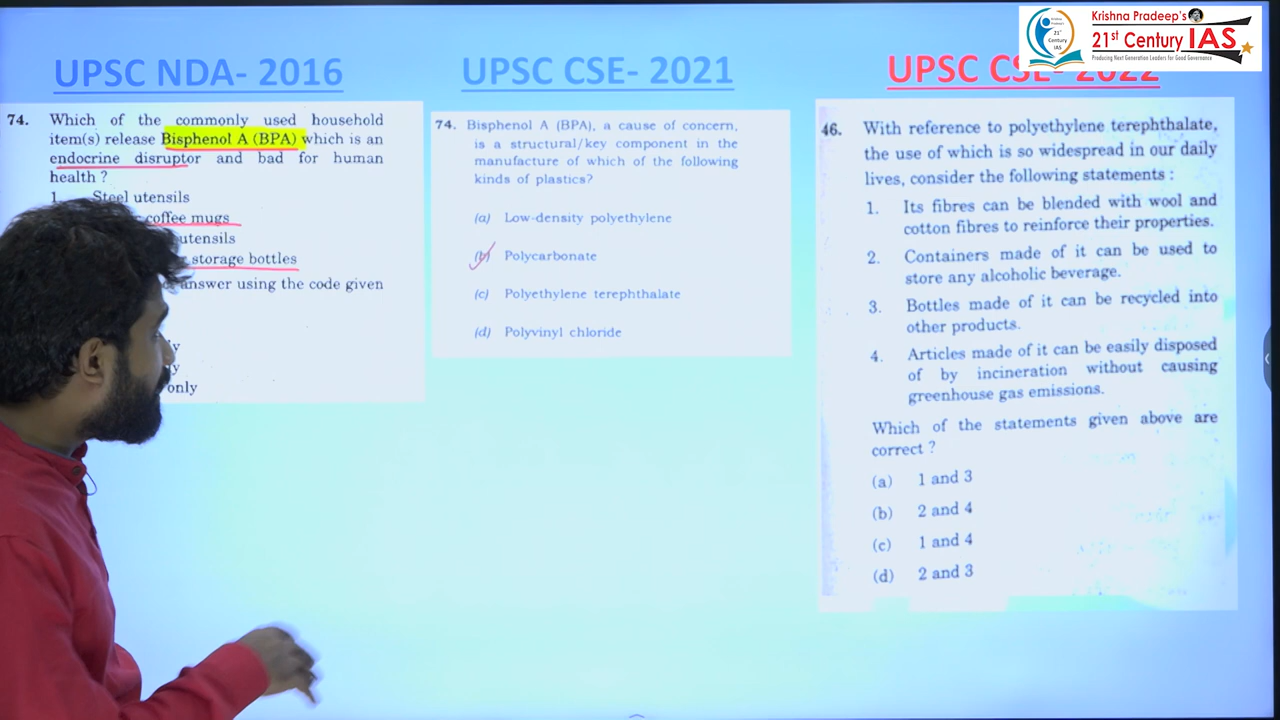 Krishna Pradeep's
21st Century IAS
Producing Next Generation Leaders for Good Governance
Krishna
Pradeep's
21st
Century
IAS
UPSC NDA- 2016
74. Which of the commonly used household
item(s) release Bisphenol A (BPA) which is an
endocrine disruptor and bad for human
health ?
1. Steel utensils
coffee mugs
utensils
storage bottles
answer using the code given
only
UPSC CSE- 2021
74. Bisphenol A (BPA), a cause of concern,
is a structural/key component in the
manufacture of which of the following
kinds of plastics?
(a) Low-density polyethylene
(b) Polycarbonate
(c) Polyethylene terephthalate
(d) Polyvinyl chloride
UPSC CSE- 2022
46. With reference to polyethylene terephthalate,
the use of which is so widespread in our daily
lives, consider the following statements :
1. Its fibres can be blended with wool and
cotton fibres to reinforce their properties.
2. Containers made of it can be used to
store any alcoholic beverage.
3. Bottles made of it can be recycled into
other products.
4. Articles made of it can be easily disposed
of by incineration without causing
greenhouse gas emissions.
Which of the statements given above are
correct ?
(a) 1 and 3
(b) 2 and 4
(c) 1 and 4
(d) 2 and 3